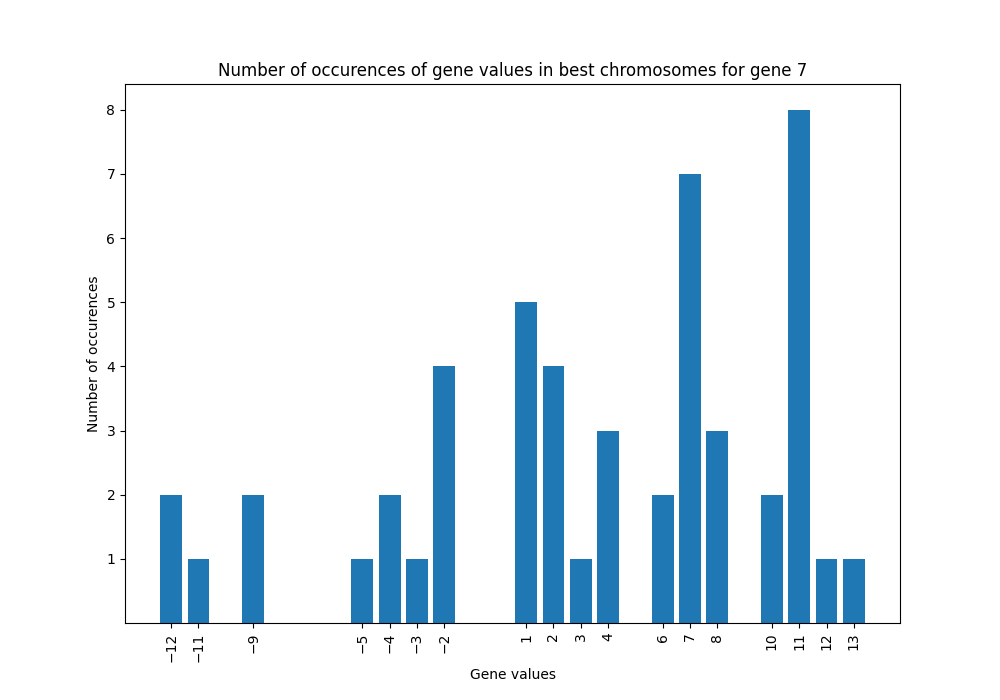 Number of occurences of gene values in best chromosomes for gene 7
Number of occurences
8
7
6
5
4
3
2
1
−12 −11 −9 −5 −4 −3 −2 1 2 3 4 6 7 8 10 11 12 13
Gene values